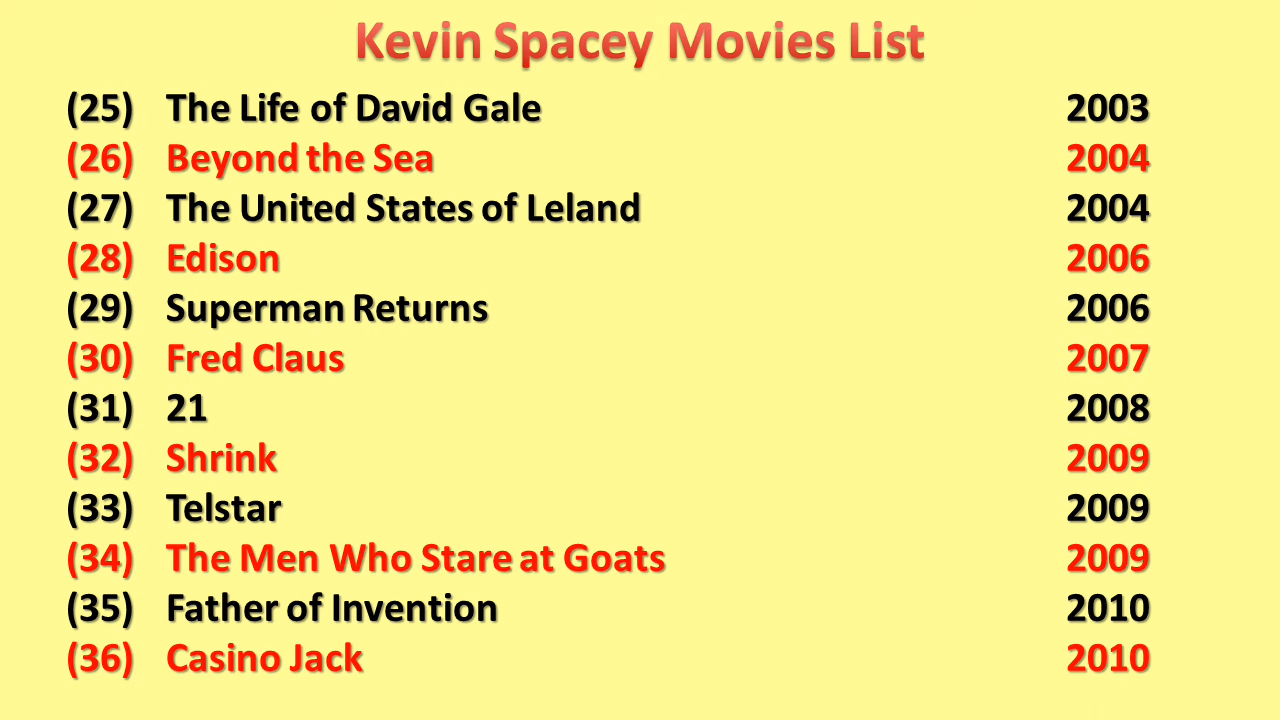 Kevin Spacey Movies List
(25) The Life of David Gale 2003
(26) Beyond the Sea 2004
(27) The United States of Leland 2004
(28) Edison 2006
(29) Superman Returns 2006
(30) Fred Claus 2007
(31) 21 2008
(32) Shrink 2009
(33) Telstar 2009
(34) The Men Who Stare at Goats 2009
(35) Father of Invention 2010
(36) Casino Jack 2010